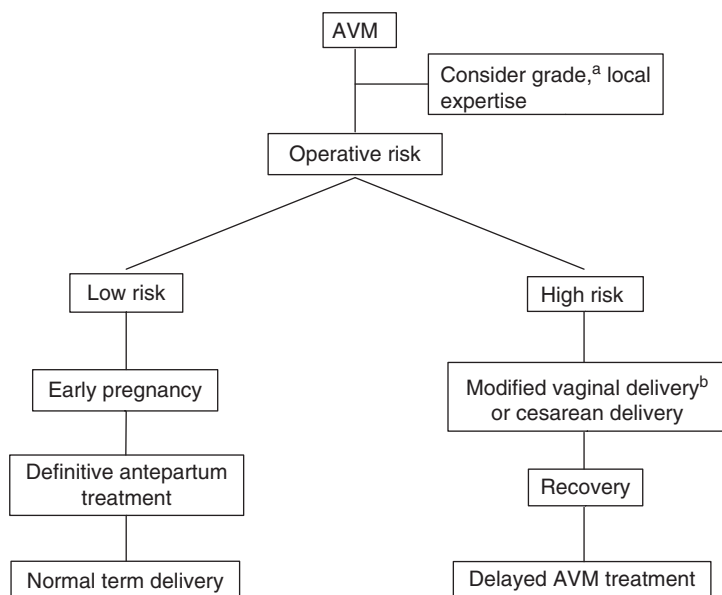 AVM
Consider grade,a local
expertise
Operative risk
Low risk
High risk
Early pregnancy
Modified vaginal deliveryb
or cesarean delivery
Definitive antepartum
treatment
Recovery
Normal term delivery
Delayed AVM treatment